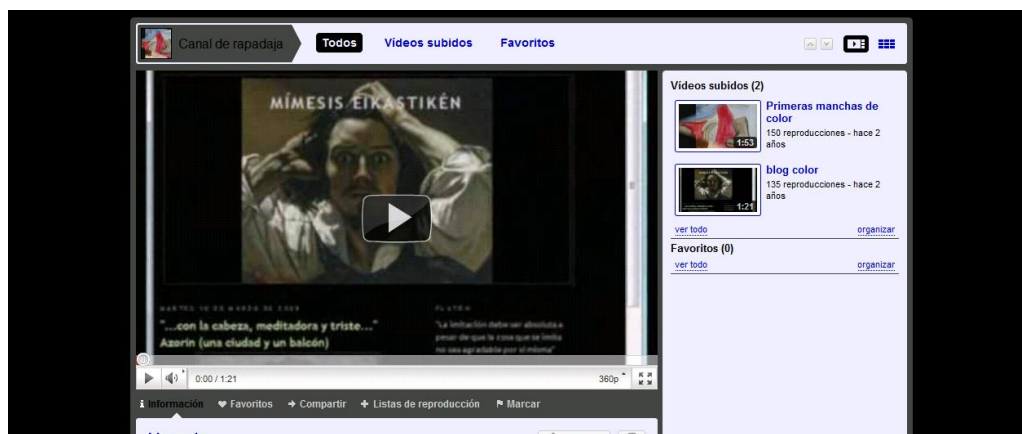 Canal de rapadaja
Todos
Vídeos subidos
Favoritos
MÍMESIS EIKASTIKÉN
MARTES 10 DE MARZO DE 2009
"...con la cabeza, meditadora y triste..."
Azorín (una ciudad y un balcón)
PLATÓN
"La imitación debe ser absoluta a
pesar de que la cosa que se imita
no sea agradable por sí misma"
0:00 / 1:21
360p
Información
Favoritos
Compartir
Listas de reproducción
Marcar
Vídeos subidos (2)
1:53
Primeras manchas de
color
150 reproducciones - hace 2
años
1:21
blog color
135 reproducciones - hace 2
años
ver todo
organizar
Favoritos (0)
ver todo
organizar